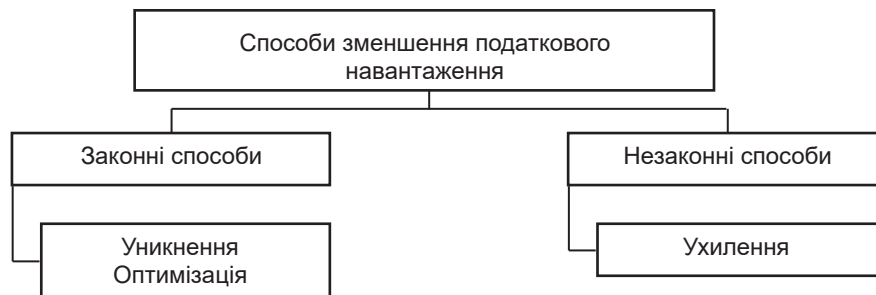 Способи зменшення податкового
навантаження
Законні способи
Незаконні способи
Уникнення
Оптимізація
Ухилення